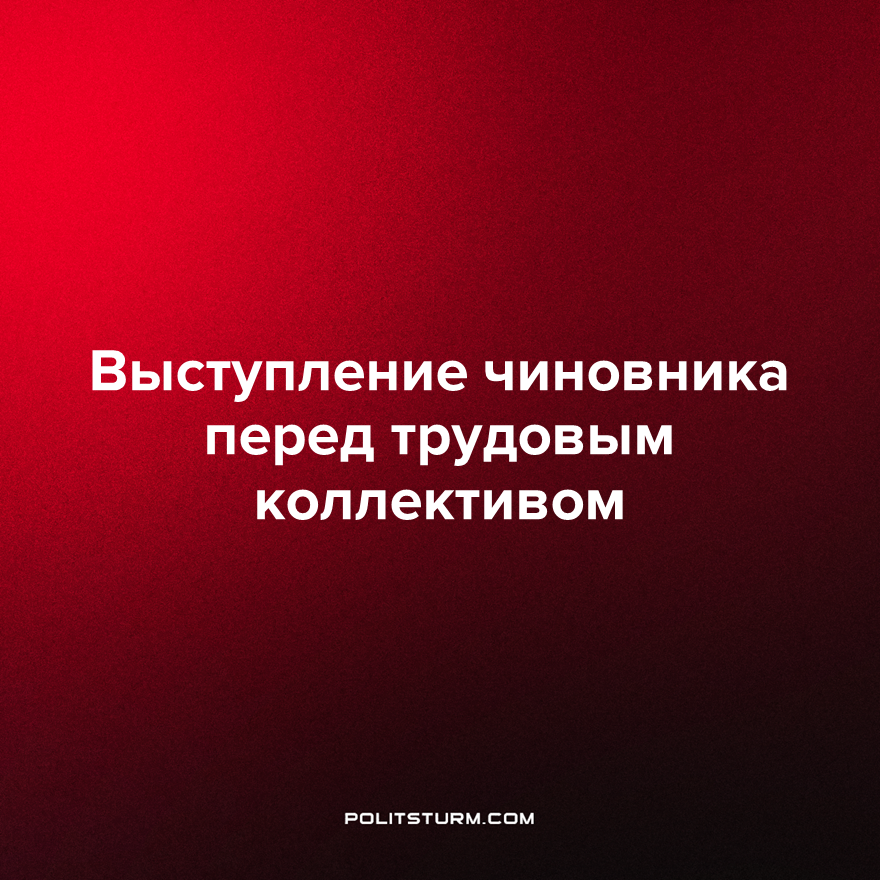 Выступление чиновника
перед трудовым
коллективом
POLITSTURM.COM